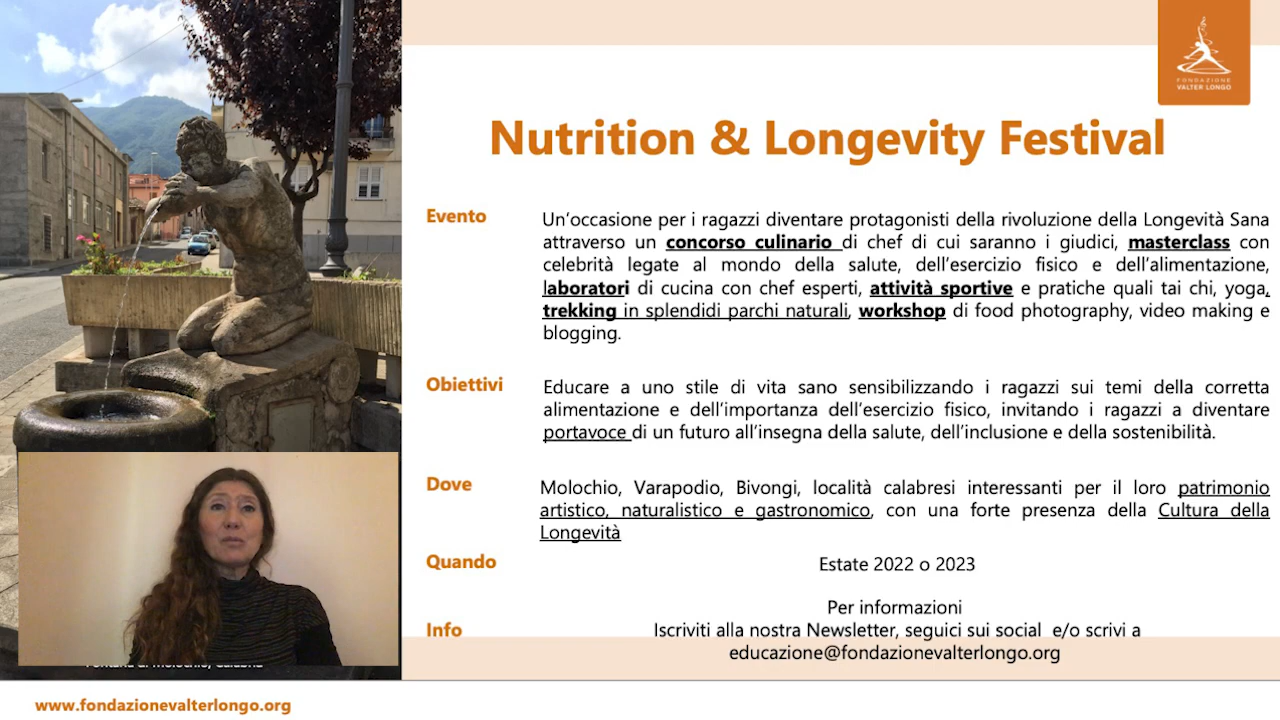 FONDAZIONE
VALTER LONGO
Nutrition & Longevity Festival
Evento
Un'occasione per i ragazzi diventare protagonisti della rivoluzione della Longevità Sana
attraverso un concorso culinario di chef di cui saranno i giudici, masterclass con
celebrità legate al mondo della salute, dell'esercizio fisico e dell'alimentazione,
laboratori di cucina con chef esperti, attività sportive e pratiche quali tai chi, yoga,
trekking in splendidi parchi naturali, workshop di food photography, video making e
blogging.
Obiettivi
Educare a uno stile di vita sano sensibilizzando i ragazzi sui temi della corretta
alimentazione e dell'importanza dell'esercizio fisico, invitando i ragazzi a diventare
portavoce di un futuro all'insegna della salute, dell'inclusione e della sostenibilità.
Dove
Molochio, Varapodio, Bivongi, località calabresi interessanti per il loro patrimonio
artistico, naturalistico e gastronomico, con una forte presenza della Cultura della
Longevità
Quando
Estate 2022 o 2023
Per informazioni
Info
Iscriviti alla nostra Newsletter, seguici sui social e/o scrivi a
educazione@fondazionevalterlongo.org
Fontana di Molochio, Calabria
www.fondazionevalterlongo.org